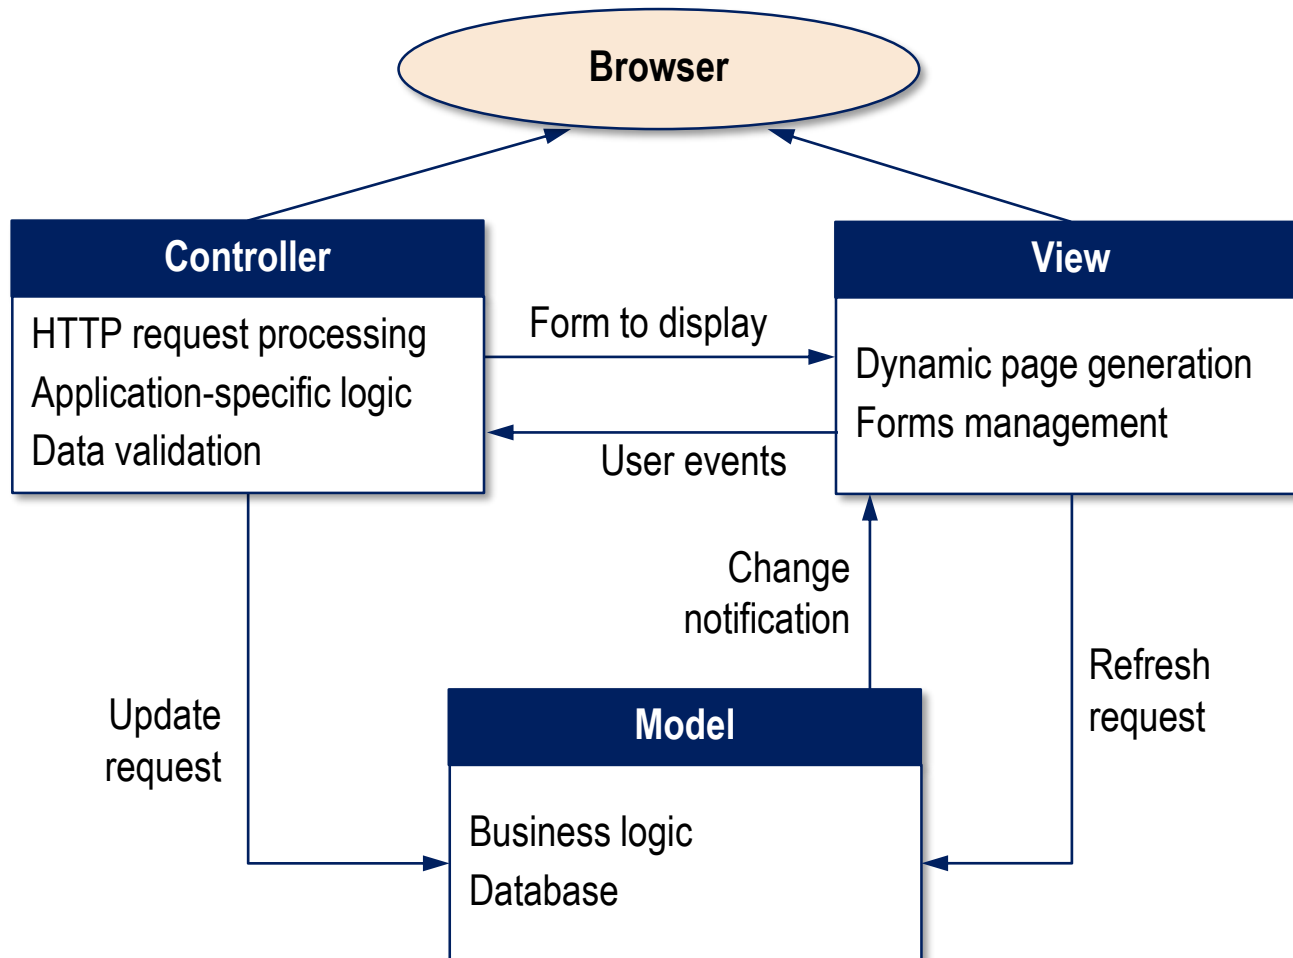 Browser
Controller
HTTP request processing
Application-specific logic
Data validation
Form to display
User events
View
Dynamic page generation
Forms management
Change
notification
Update
request
Refresh
request
Model
Business logic
Database